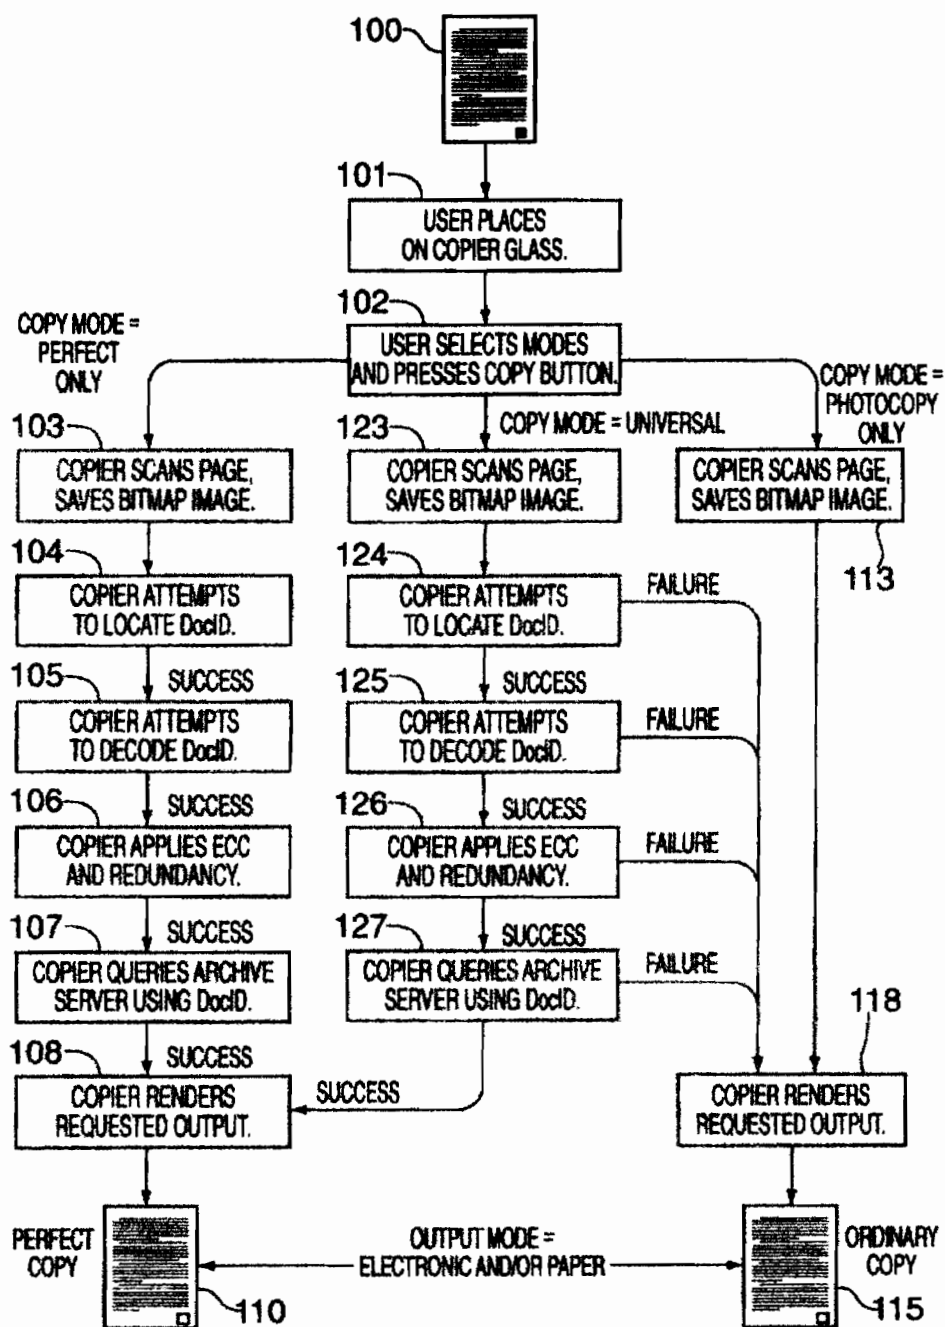 100
101
USER PLACES
ON COPIER GLASS.
102
USER SELECTS MODES
AND PRESSES COPY BUTTON.
COPY MODE =
PERFECT
ONLY
COPY MODE = UNIVERSAL
COPY MODE =
PHOTOCOPY
ONLY
103
COPIER SCANS PAGE,
SAVES BITMAP IMAGE.
123
COPIER SCANS PAGE,
SAVES BITMAP IMAGE.
COPIER SCANS PAGE,
SAVES BITMAP IMAGE.
113
104
COPIER ATTEMPTS
TO LOCATE DocID.
SUCCESS
124
COPIER ATTEMPTS
TO LOCATE DocID.
FAILURE
SUCCESS
105
COPIER ATTEMPTS
TO DECODE DocID.
SUCCESS
125
COPIER ATTEMPTS
TO DECODE DocID.
FAILURE
SUCCESS
106
COPIER APPLIES ECC
AND REDUNDANCY.
SUCCESS
126
COPIER APPLIES ECC
AND REDUNDANCY.
FAILURE
SUCCESS
107
COPIER QUERIES ARCHIVE
SERVER USING DocID.
SUCCESS
127
COPIER QUERIES ARCHIVE
SERVER USING DocID.
FAILURE
SUCCESS
108
COPIER RENDERS
REQUESTED OUTPUT.
118
COPIER RENDERS
REQUESTED OUTPUT.
PERFECT
COPY
110
OUTPUT MODE =
ELECTRONIC AND/OR PAPER
ORDINARY
COPY
115